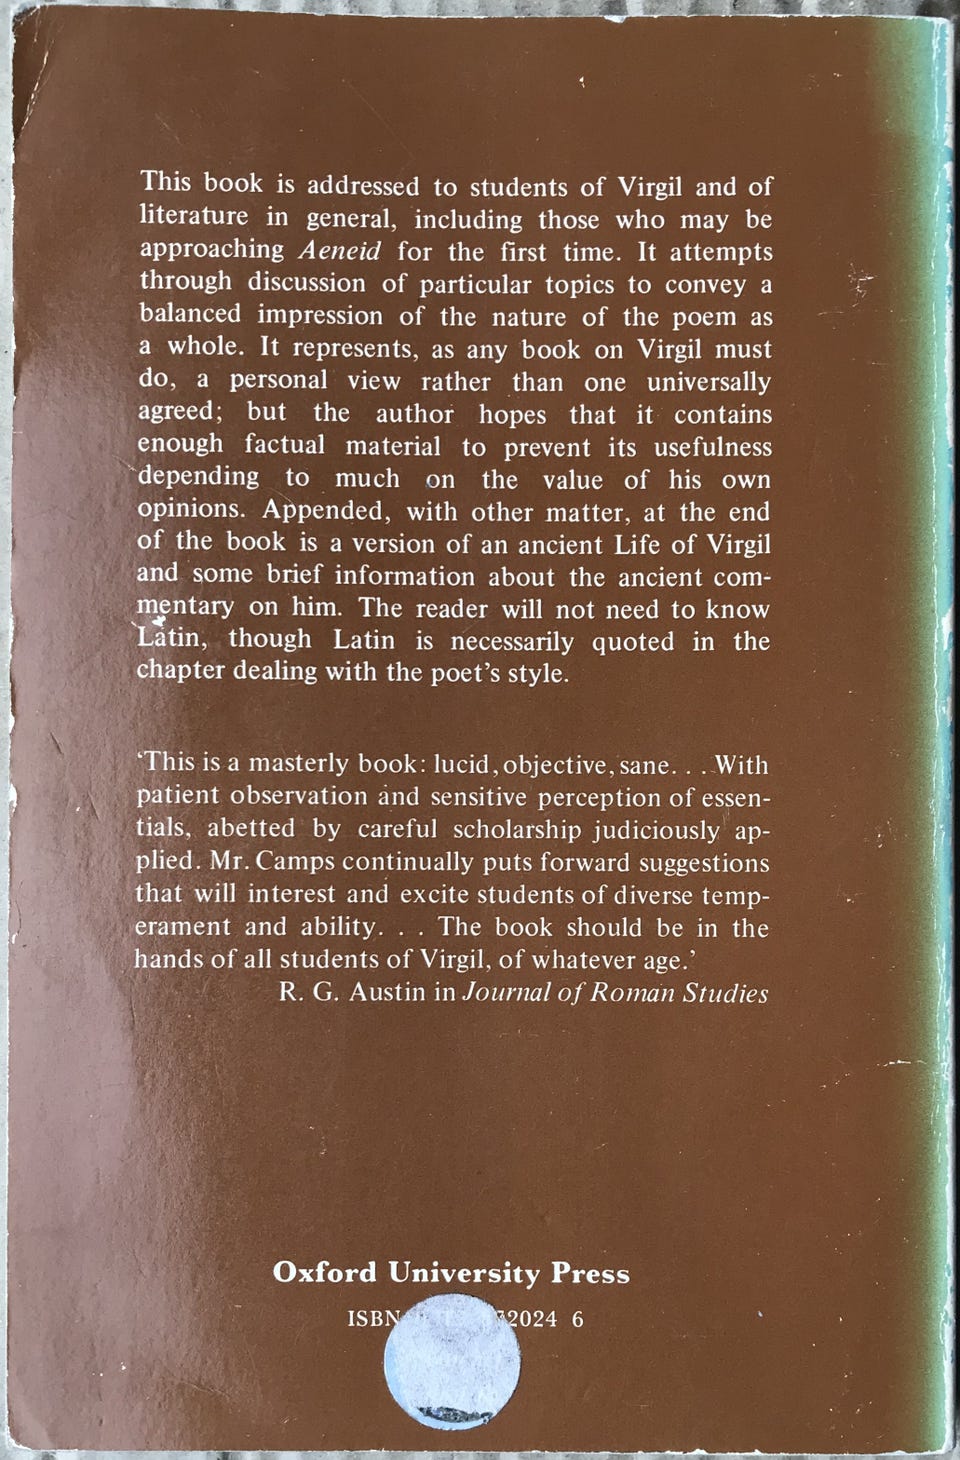 This book is addressed to students of Virgil and of
literature in general, including those who may be
approaching Aeneid for the first time. It attempts
through discussion of particular topics to convey a
balanced impression of the nature of the poem as
a whole. It represents, as any book on Virgil must
do, a personal view rather than one universally
agreed; but the author hopes that it contains
enough factual material to prevent its usefulness
depending to much on the value of his own
opinions. Appended, with other matter, at the end
of the book is a version of an ancient Life of Virgil
and some brief information about the ancient com-
mentary on him. The reader will not need to know
Latin, though Latin is necessarily quoted in the
chapter dealing with the poet's style.
'This is a masterly book: lucid, objective, sane. . . With
patient observation and sensitive perception of essen-
tials, abetted by careful scholarship judiciously ap-
plied. Mr. Camps continually puts forward suggestions
that will interest and excite students of diverse temp-
erament and ability. . . The book should be in the
hands of all students of Virgil, of whatever age.'
R. G. Austin in Journal of Roman Studies
Oxford University Press
ISBN 2024 6